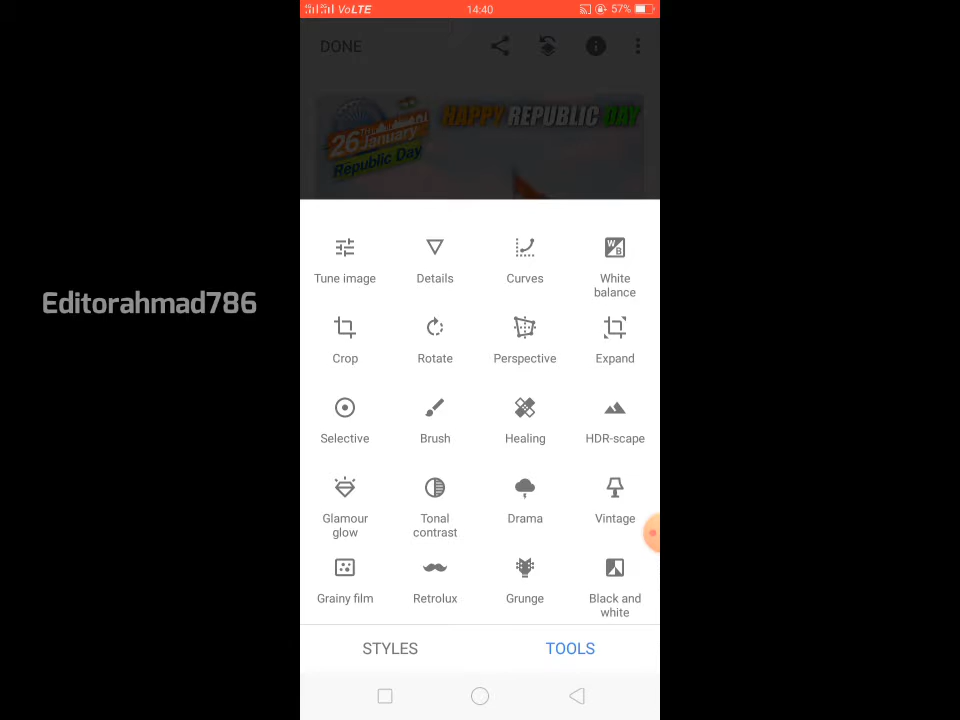 VoLTE 14:40 57%
DONE
HAPPY REPUBLIC DAY
26 January
Republic Day
Editorahmad786
Tune image Details Curves White balance
Crop Rotate Perspective Expand
Selective Brush Healing HDR-scape
Glamour glow Tonal contrast Drama Vintage
Grainy film Retrolux Grunge Black and white
STYLES TOOLS